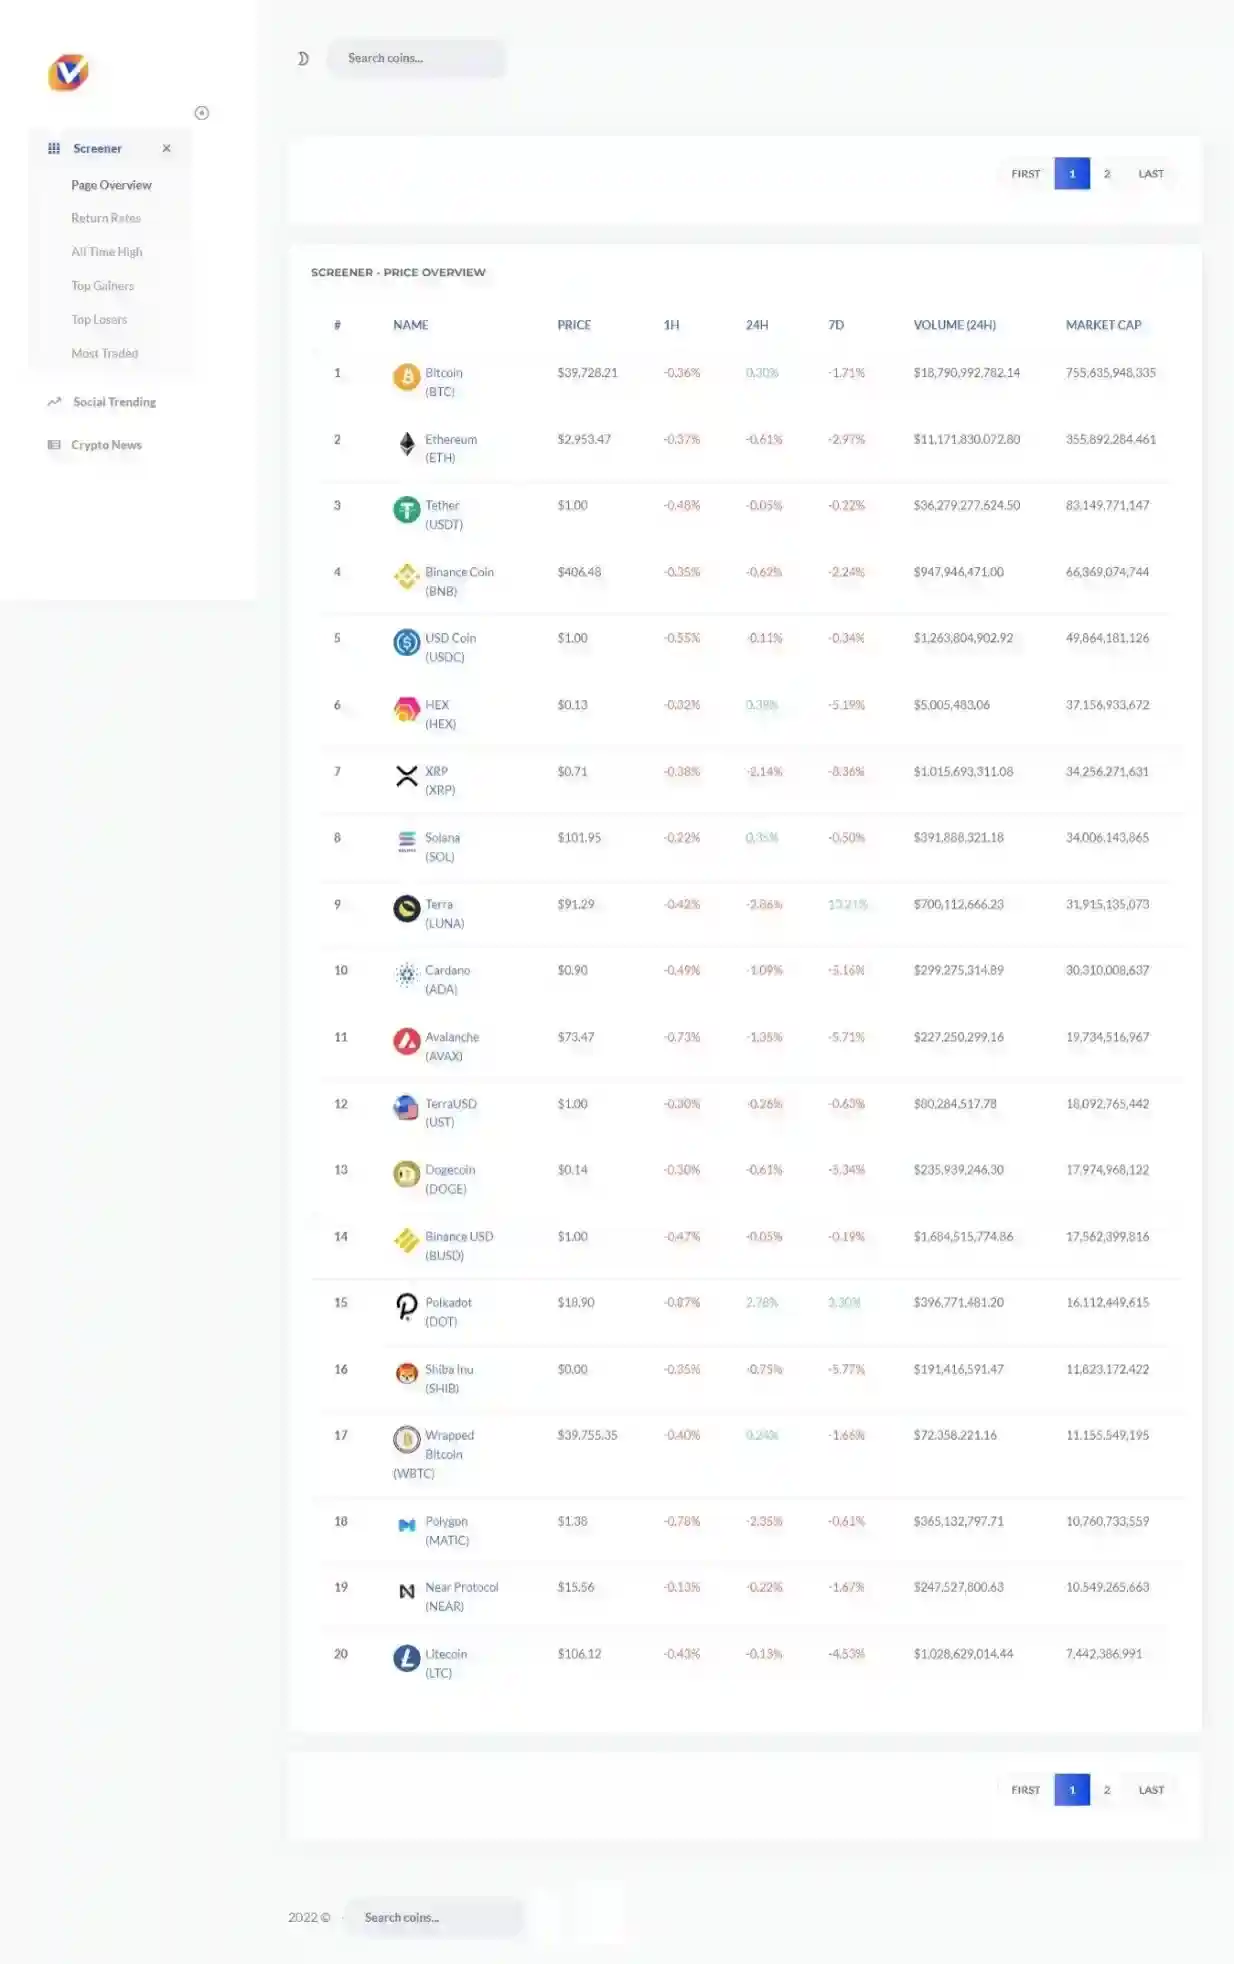 Search coins...
Screener
Page Overview
Return Rates
All Time High
Top Gainers
Top Losers
Most Traded
Social Trending
Crypto News
FIRST 1 2 LAST
SCREENER - PRICE OVERVIEW
# NAME PRICE 1H 24H 7D VOLUME (24H) MARKET CAP
1 Bitcoin $39,728.21 -0.36% 0.30% -1.71% $18,790,992,782.14 755,635,948,335
(BTC)
2 Ethereum $2,953.47 -0.37% -0.61% -2.97% $11,171,830,072.80 355,892,284,461
(ETH)
3 Tether $1.00 -0.48% -0.05% -0.22% $36,279,277,624.50 83,149,771,147
(USDT)
4 Binance Coin $406.48 -0.35% -0.62% -2.24% $947,946,471.00 66,369,074,744
(BNB)
5 USD Coin $1.00 -0.55% -0.11% -0.34% $1,263,804,902.92 49,864,181,126
(USDC)
6 HEX $0.13 -0.32% 0.39% -5.19% $5,005,483.06 37,156,933,672
(HEX)
7 XRP $0.71 -0.38% -2.14% -8.36% $1,015,693,311.08 34,256,271,631
(XRP)
8 Solana $101.95 -0.22% 0.35% -0.50% $391,888,321.18 34,006,143,865
(SOL)
9 Terra $91.29 -0.42% -2.86% $700,112,666.23 31,915,135,073
(LUNA)
10 Cardano $0.90 -0.49% -1.09% -5.16% $299,275,314.89 30,310,008,637
(ADA)
11 Avalanche $73.47 -0.73% -1.35% -5.71% $227,250,299.16 19,734,516,967
(AVAX)
12 TerraUSD $1.00 -0.30% -0.26% -0.63% $80,284,517.78 18,092,765,442
(UST)
13 Dogecoin $0.14 -0.30% -0.61% -5.34% $235,939,246.30 17,974,968,122
(DOGE)
14 Binance USD $1.00 -0.47% -0.05% -0.19% $1,684,515,774.86 17,562,399,816
(BUSD)
15 Polkadot $18.90 -0.87% 2.78% $396,771,481.20 16,112,449,615
(DOT)
16 Shiba Inu $0.00 -0.35% -0.75% -5.77% $191,416,591.47 11,823,172,422
(SHIB)
17 Wrapped $39,755.35 -0.40% 0.24% -1.66% $72,358,221.16 11,155,549,195
Bitcoin
(WBTC)
18 Polygon $1.38 -0.78% -2.35% -0.61% $365,132,797.71 10,760,733,559
(MATIC)
19 Near Protocol $15.56 -0.13% -0.22% -1.67% $247,527,800.63 10,549,265,663
(NEAR)
20 Litecoin $106.12 -0.43% -0.13% -4.53% $1,028,629,014.44 7,442,386,991
(LTC)
FIRST 1 2 LAST
2022 © Search coins...